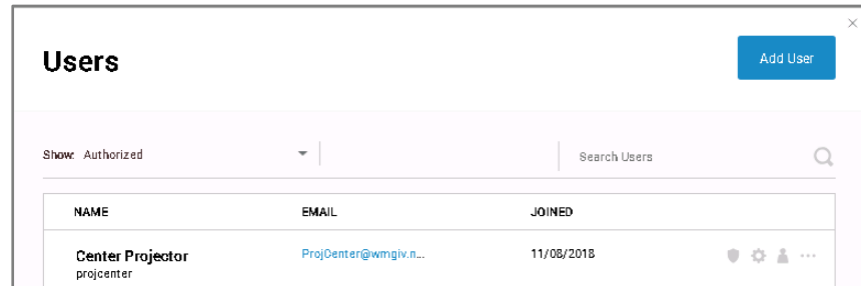 Users
Add User
Show: Authorized
Search Users
NAME EMAIL JOINED
Center Projector ProjCenter@wmgiv.n... 11/08/2018
projcenter